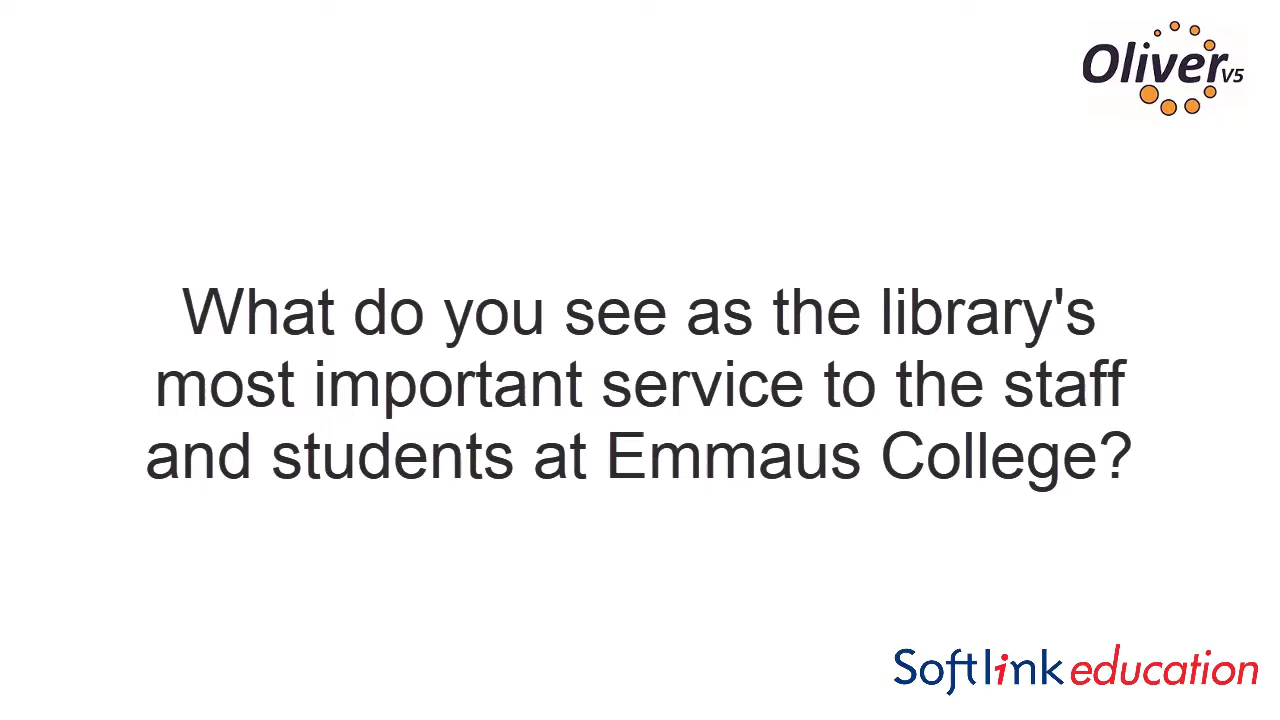 Oliver V5
What do you see as the library's
most important service to the staff
and students at Emmaus College?
Softlink education